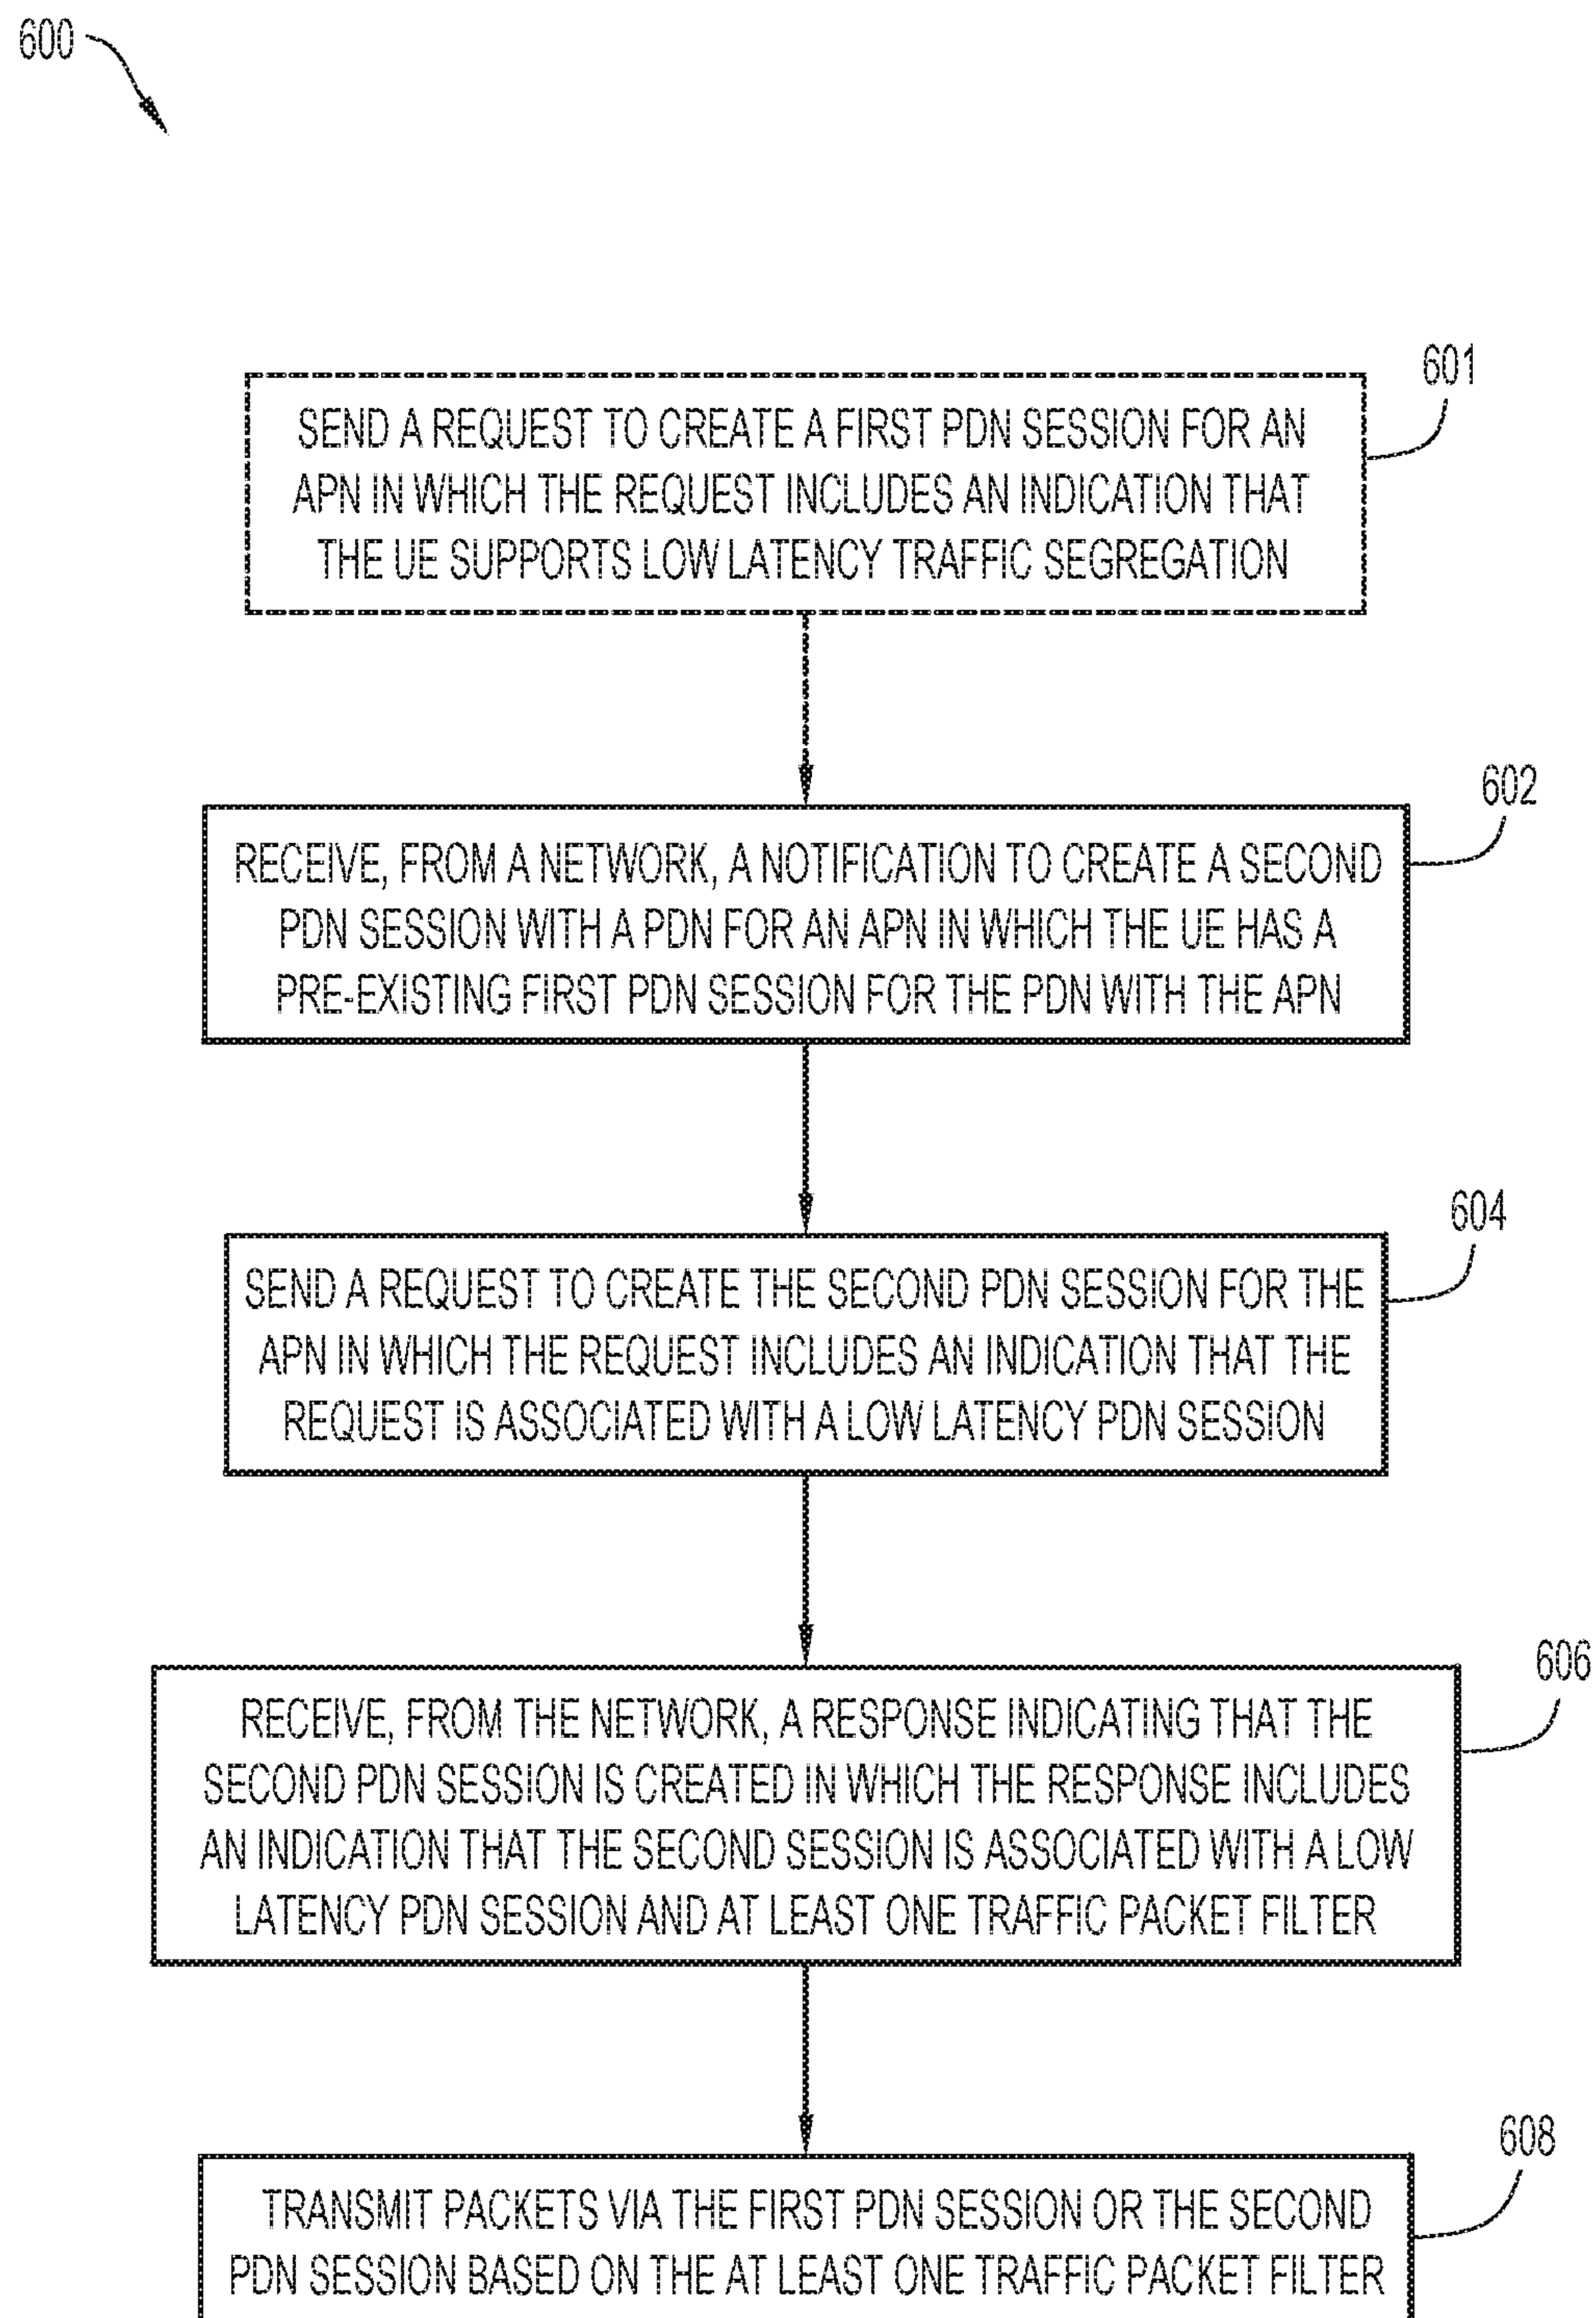 600
601
SEND A REQUEST TO CREATE A FIRST PDN SESSION FOR AN
APN IN WHICH THE REQUEST INCLUDES AN INDICATION THAT
THE UE SUPPORTS LOW LATENCY TRAFFIC SEGREGATION
602
RECEIVE, FROM A NETWORK, A NOTIFICATION TO CREATE A SECOND
PDN SESSION WITH A PDN FOR AN APN IN WHICH THE UE HAS A
PRE-EXISTING FIRST PDN SESSION FOR THE PDN WITH THE APN
604
SEND A REQUEST TO CREATE THE SECOND PDN SESSION FOR THE
APN IN WHICH THE REQUEST INCLUDES AN INDICATION THAT THE
REQUEST IS ASSOCIATED WITH A LOW LATENCY PDN SESSION
606
RECEIVE, FROM THE NETWORK, A RESPONSE INDICATING THAT THE
SECOND PDN SESSION IS CREATED IN WHICH THE RESPONSE INCLUDES
AN INDICATION THAT THE SECOND SESSION IS ASSOCIATED WITH A LOW
LATENCY PDN SESSION AND AT LEAST ONE TRAFFIC PACKET FILTER
608
TRANSMIT PACKETS VIA THE FIRST PDN SESSION OR THE SECOND
PDN SESSION BASED ON THE AT LEAST ONE TRAFFIC PACKET FILTER